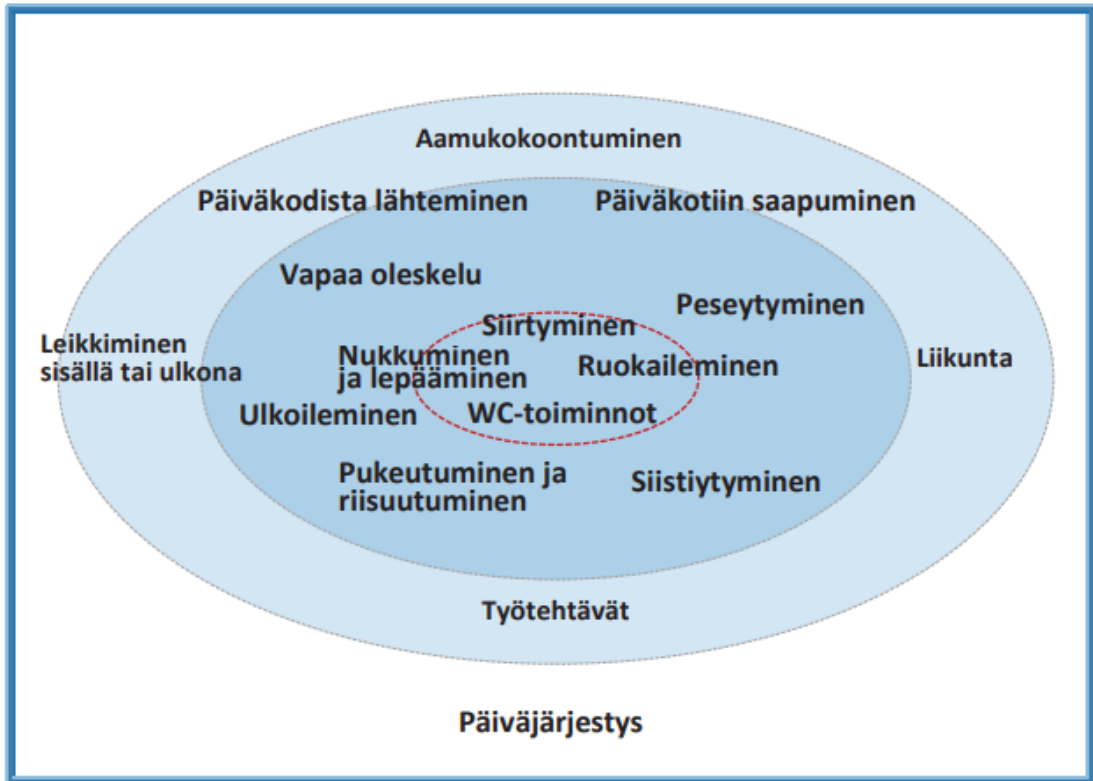 Aamukokoontuminen
Päiväkodista lähteminen
Päiväkotiin saapuminen
Vapaa oleskelu
Peseytyminen
Siirtyminen
Leikkiminen
sisällä tai ulkona
Nukkuminen
ja lepääminen
Ruokaileminen
Liikunta
Ulkoileminen
WC-toiminnot
Pukeutuminen ja
riisuutuminen
Siistiytyminen
Työtehtävät
Päiväjärjestys